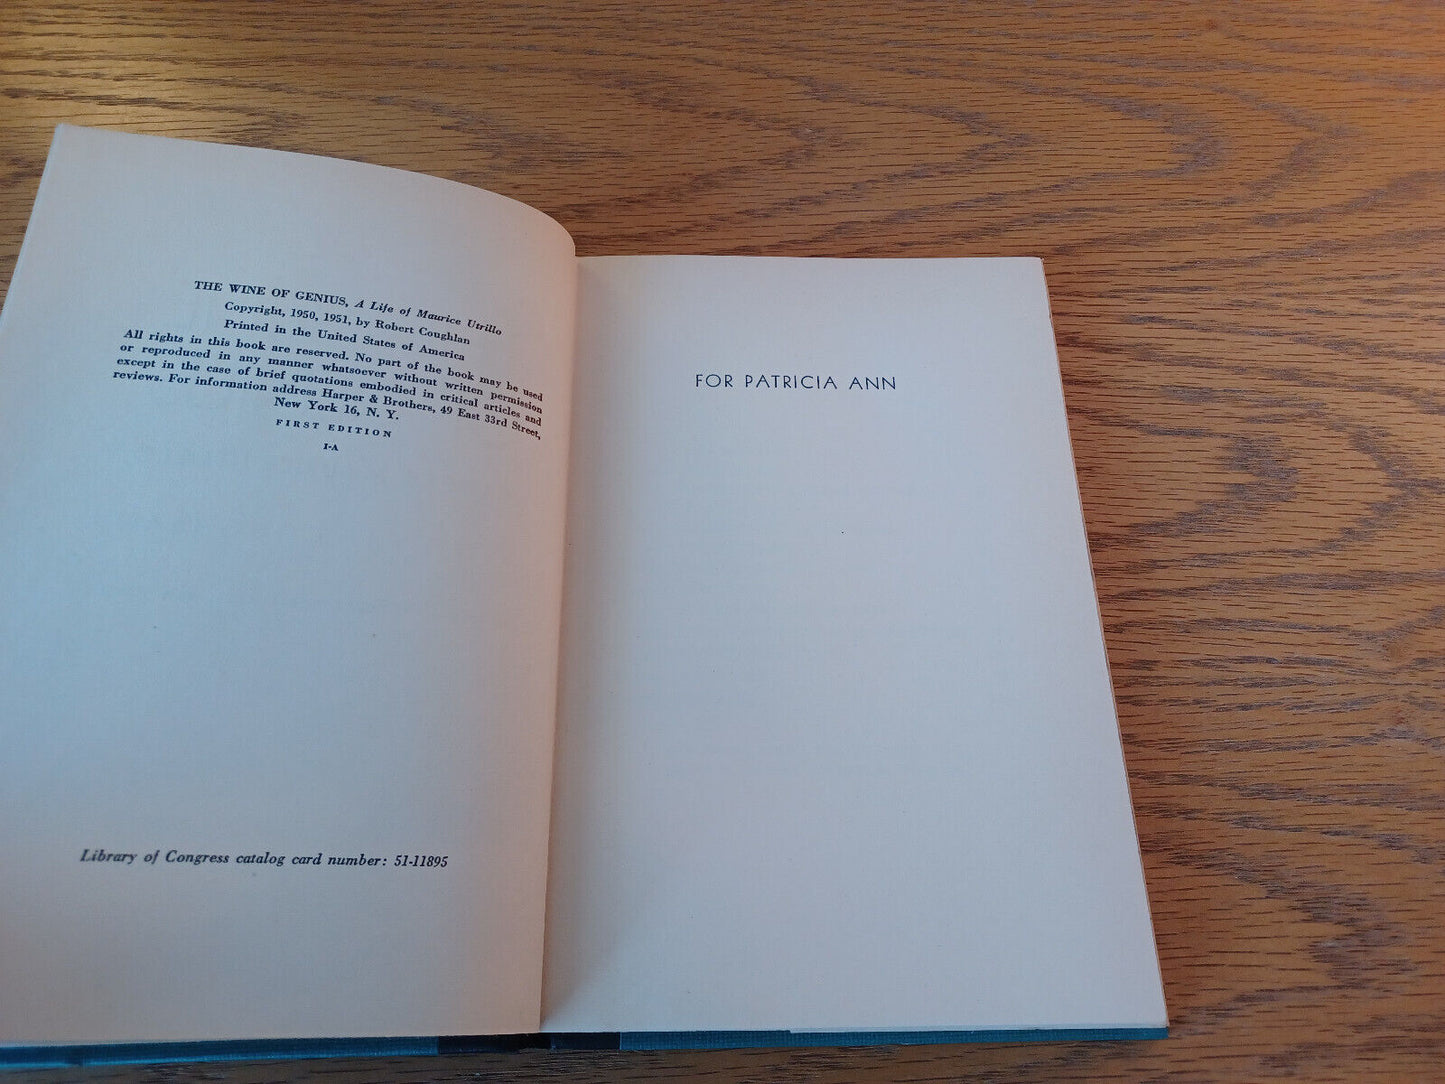 THE WINE OF GENIUS, A Life of Maurice Utrillo
Copyright, 1950, 1951, by Robert Coughlan
Printed in the United States of America
All rights in this book are reserved. No part of the book may be used
or reproduced in any manner whatsoever without written permission
except in the case of brief quotations embodied in critical articles and
reviews. For information address Harper & Brothers, 49 East 33rd Street,
New York 16, N. Y.
FIRST EDITION
I-A
Library of Congress catalog card number: 51-11895
FOR PATRICIA ANN